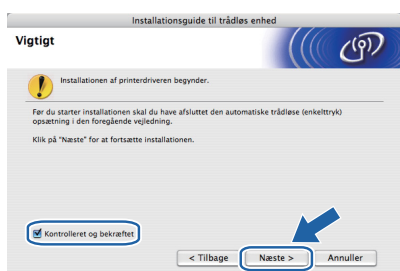 Installationsguide til trådløs enhed
Vigtigt
Installationen af printerdriveren begynder.
Før du starter installationen skal du have afsluttet den automatiske trådløse (enkelttryk)
opsætning i den foregående vejledning.
Klik på "Næste" for at fortsætte installationen.
Kontrolleret og bekræftet
< Tilbage
Næste >
Annuller